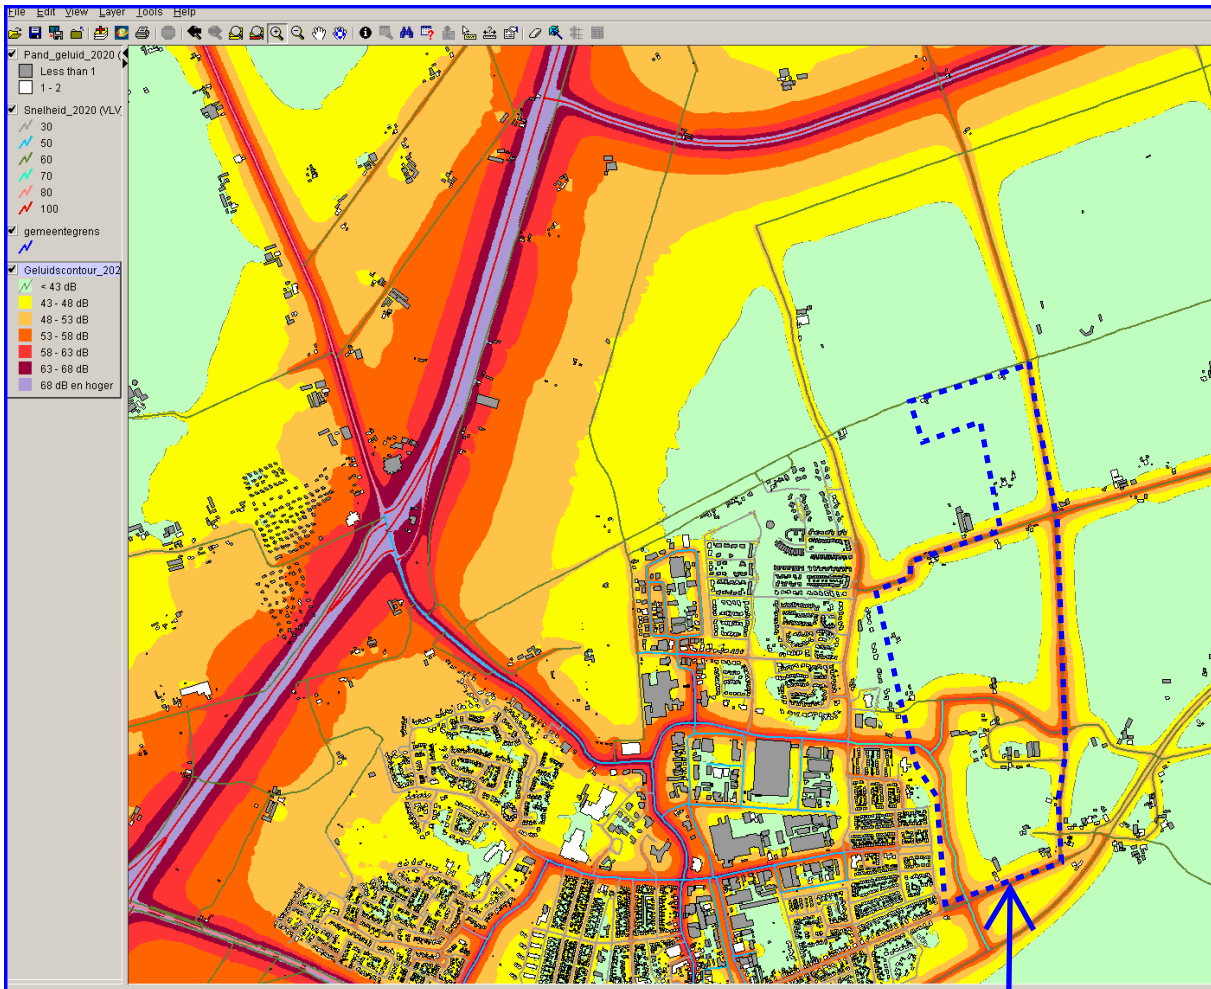 File Edit View Layer Tools Help
Pand_geluid_2020 (
Less than 1
1 - 2
Snelheid_2020 (VLV
30
50
60
70
80
100
gemeentegrens
Geluidscontour_202
< 43 dB
43 - 48 dB
48 - 53 dB
53 - 58 dB
58 - 63 dB
63 - 68 dB
68 dB en hoger